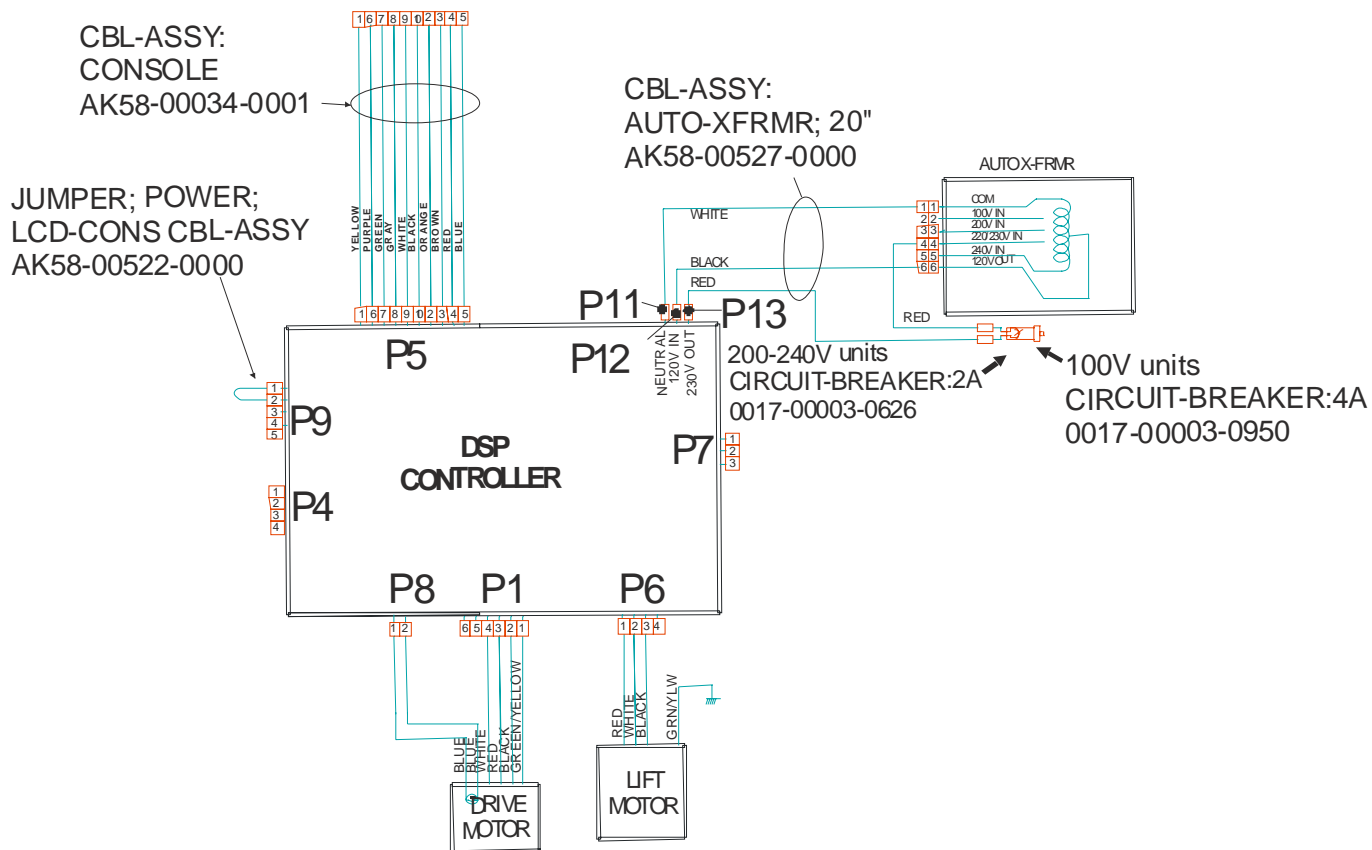 1 6 7 8 9 10 2 3 4 5
CBL-ASSY:
CONSOLE
AK58-00034-0001
CBL-ASSY:
AUTO-XFRMR; 20"
AK58-00527-0000
AUTO X-FRMR
JUMPER; POWER;
LCD-CONS CBL-ASSY
AK58-00522-0000
YELLOW
PURPLE
GREEN
GRAY
WHITE
BLACK
ORANGE
BROWN
RED
BLUE
WHITE
BLACK
RED
RED
1 1 COM
2 2 100V IN
3 3 200V IN
4 4 220/230V IN
5 5 240V IN
6 6 120V OUT
1 6 7 8 9 10 2 3 4 5
P5
P11
P12
P13
NEUTRAL
120V IN
230V OUT
200-240V units
CIRCUIT-BREAKER:2A
0017-00003-0626
100V units
CIRCUIT-BREAKER:4A
0017-00003-0950
1
2
3
4
5
P9
P7
1
2
3
DSP
CONTROLLER
1
2
3
4
P4
P8
P1
P6
1 2
6 5 4 3 2 1
1 2 3 4
BLUE
BLUE
WHITE
RED
BLACK
GREEN/YELLOW
RED
WHITE
BLACK
GRN/YLW
DRIVE
MOTOR
LIFT
MOTOR